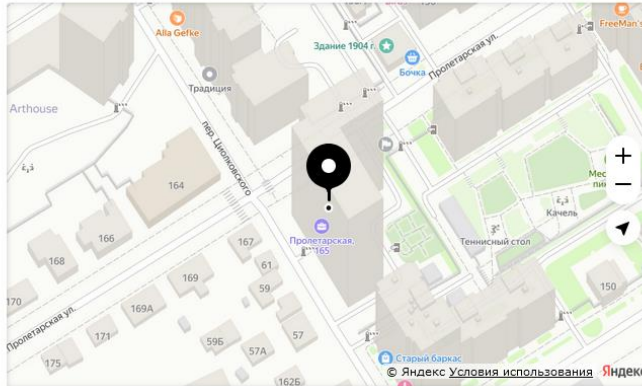 Alla Gefke
Здание 1904 г.
FreeMan's
Бочка
Пролетарская ул.
Традиция
Arthouse
пер. Циолковского
164
Качель
Теннисный стол
Пролетарская,
165
166
167
168
61
169
59
150
170
169А
171
59Б
57
57А
Пролетарская ул.
175
162Б
Старый баркас
© Яндекс Условия использования
+
−